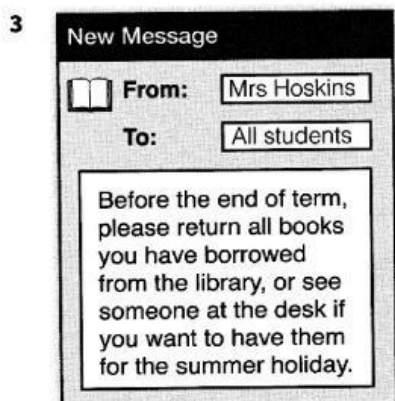 3
New Message
From: Mrs Hoskins
To: All students
Before the end of term,
please return all books
you have borrowed
from the library, or see
someone at the desk if
you want to have them
for the summer holiday.